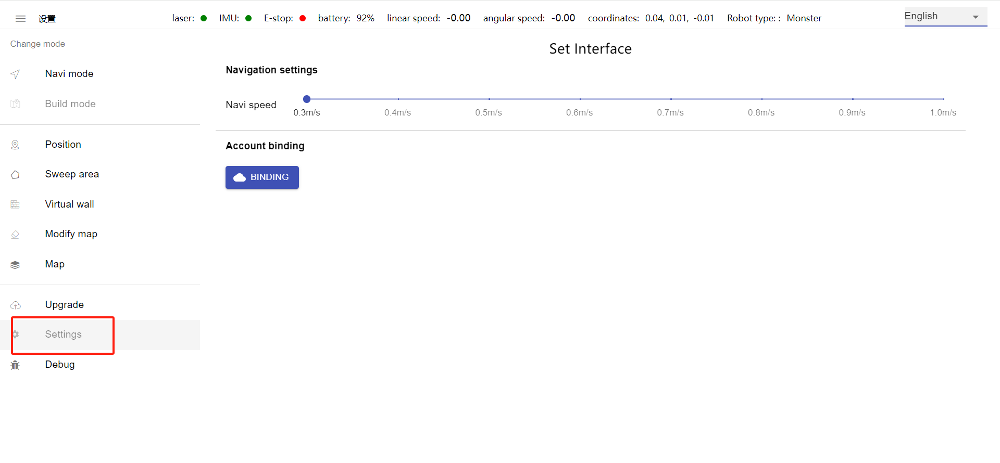 设置 laser: IMU: E-stop: battery: 92% linear speed: -0.00 angular speed: -0.00 coordinates: 0.04, 0.01, -0.01 Robot type: : Monster English
Change mode
Navi mode
Build mode
Position
Sweep area
Virtual wall
Modify map
Map
Upgrade
Settings
Debug
Set Interface
Navigation settings
Navi speed
0.3m/s 0.4m/s 0.5m/s 0.6m/s 0.7m/s 0.8m/s 0.9m/s 1.0m/s
Account binding
BINDING